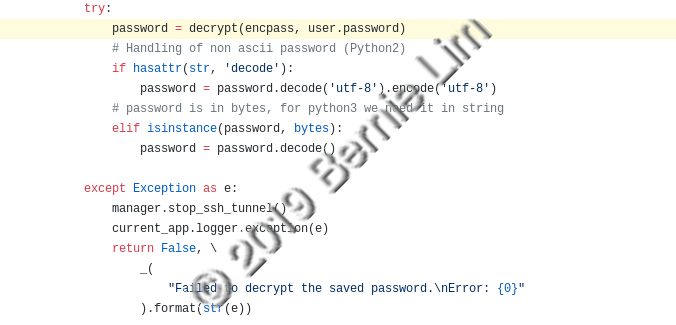 try:
password = decrypt(encpass, user.password)
# Handling of non ascii password (Python2)
if hasattr(str, 'decode'):
password = password.decode('utf-8').encode('utf-8')
# password is in bytes, for python3 we need it in string
elif isinstance(password, bytes):
password = password.decode()
except Exception as e:
manager.stop_ssh_tunnel()
current_app.logger.exception(e)
return False, \
_(
"Failed to decrypt the saved password.\nError: {0}"
).format(str(e))
© 2019 Bernie Lim